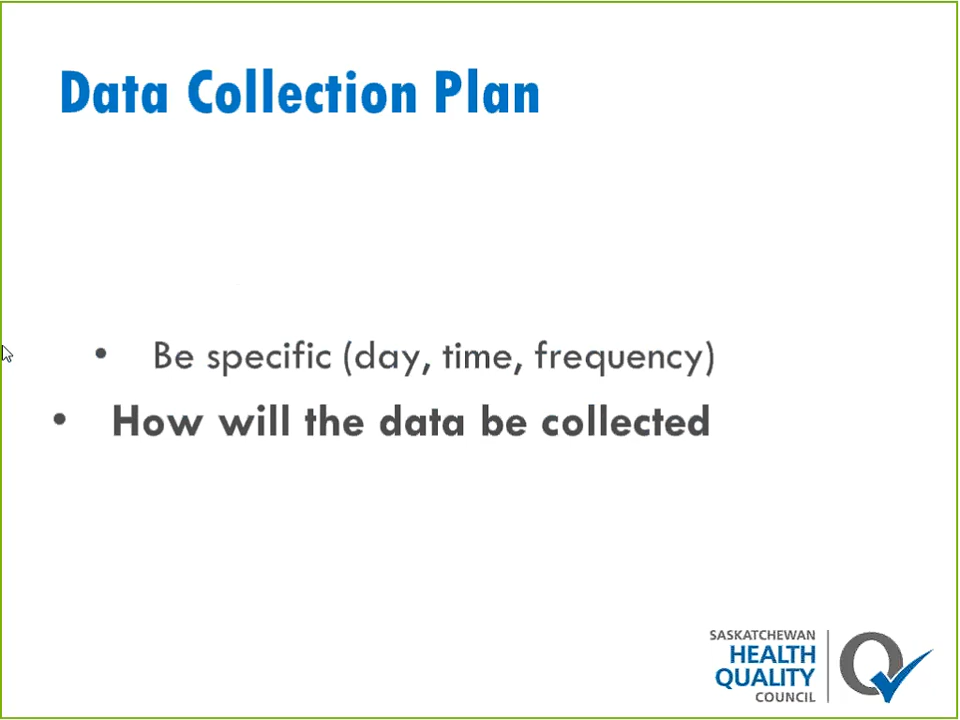 Data Collection Plan
• Be specific (day, time, frequency)
• How will the data be collected
SASKATCHEWAN
HEALTH
QUALITY
COUNCIL